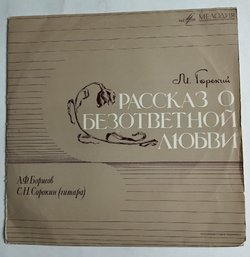 МЕЛОДИЯ
М. Горький
РАССКАЗ О
БЕЗОТВЕТНОЙ
ЛЮБВИ
А.Ф. Борисов
С.Н. Сорокин (гитара)